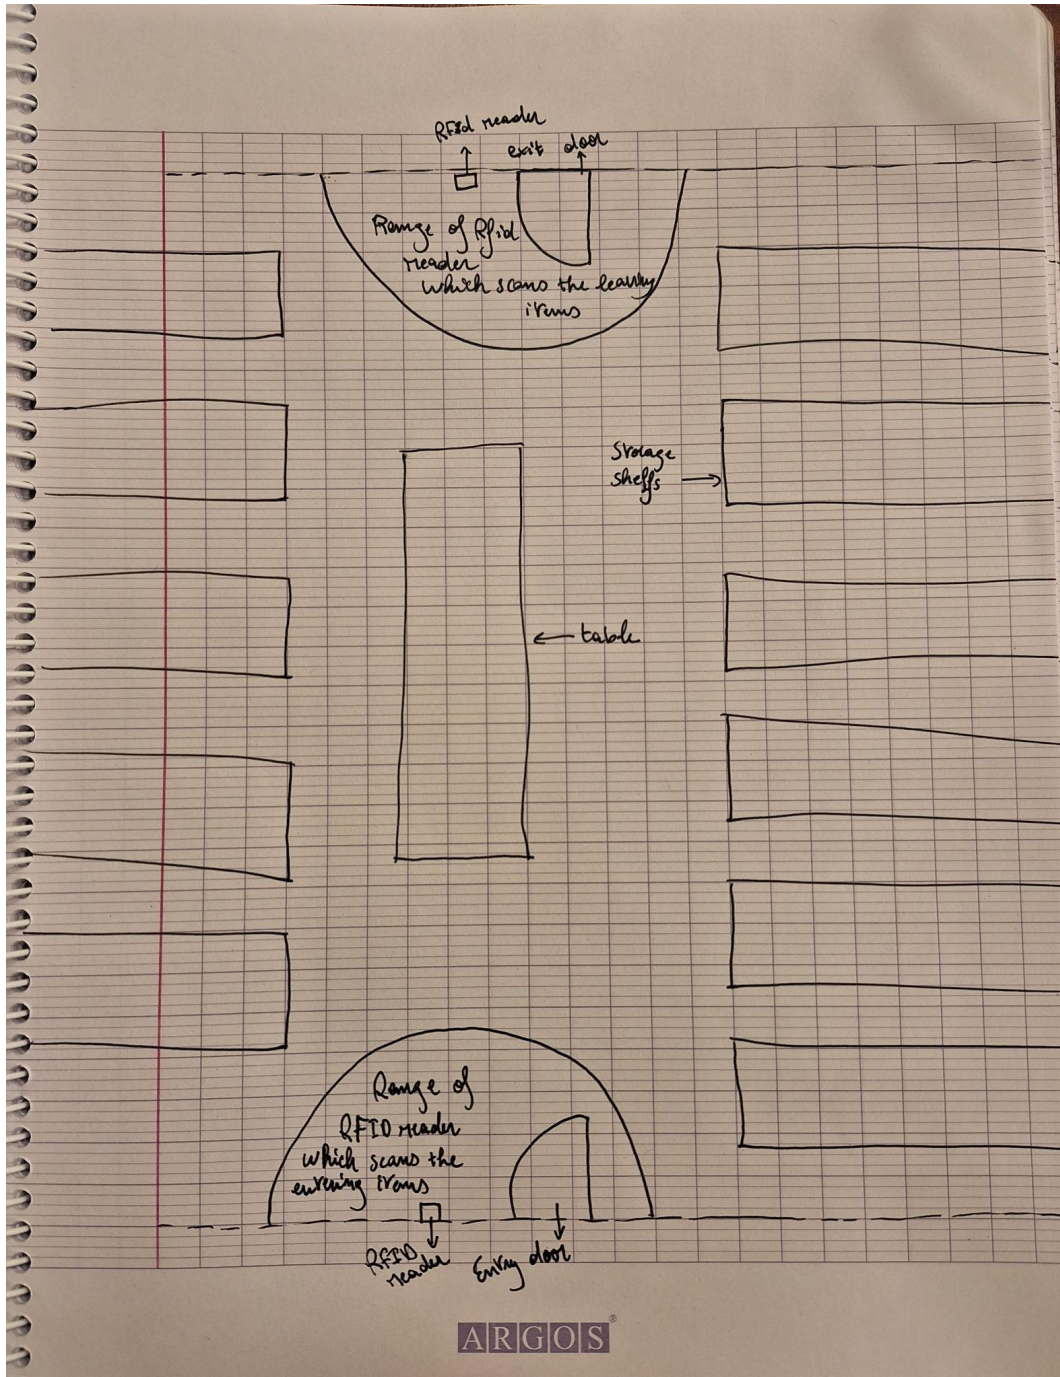 RFid reader
exit door
Range of Rfid
reader
which scans the leaving
items
Storage
shelfs
table
Range of
RFID reader
which scans the
entering items
RFID
reader
Entry door
ARGOS®